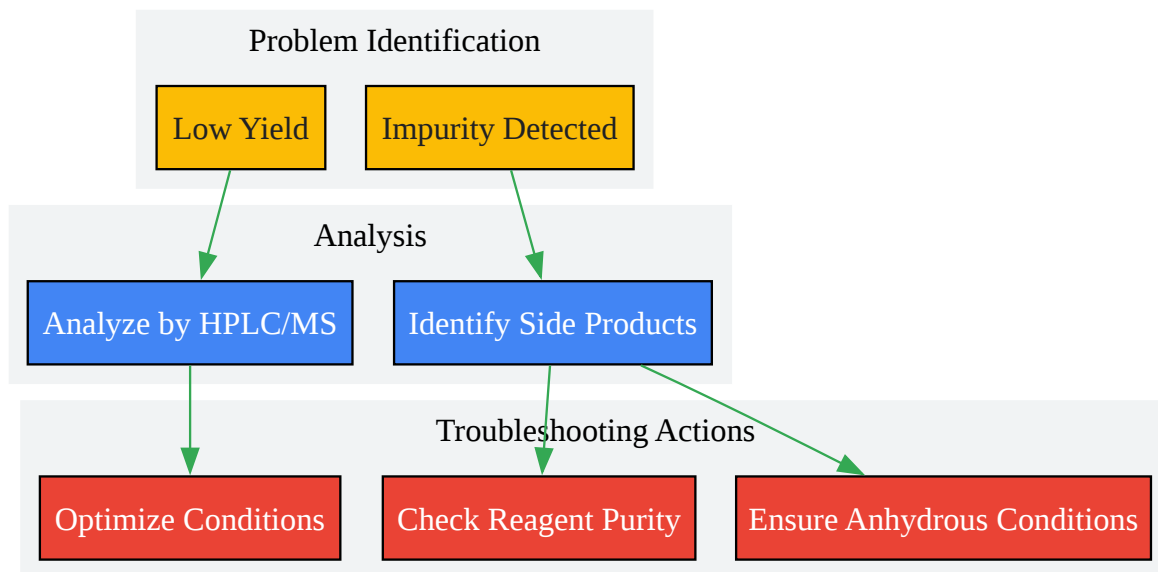 Problem Identification
Low Yield
Impurity Detected
Analysis
Analyze by HPLC/MS
Identify Side Products
Troubleshooting Actions
Optimize Conditions
Check Reagent Purity
Ensure Anhydrous Conditions